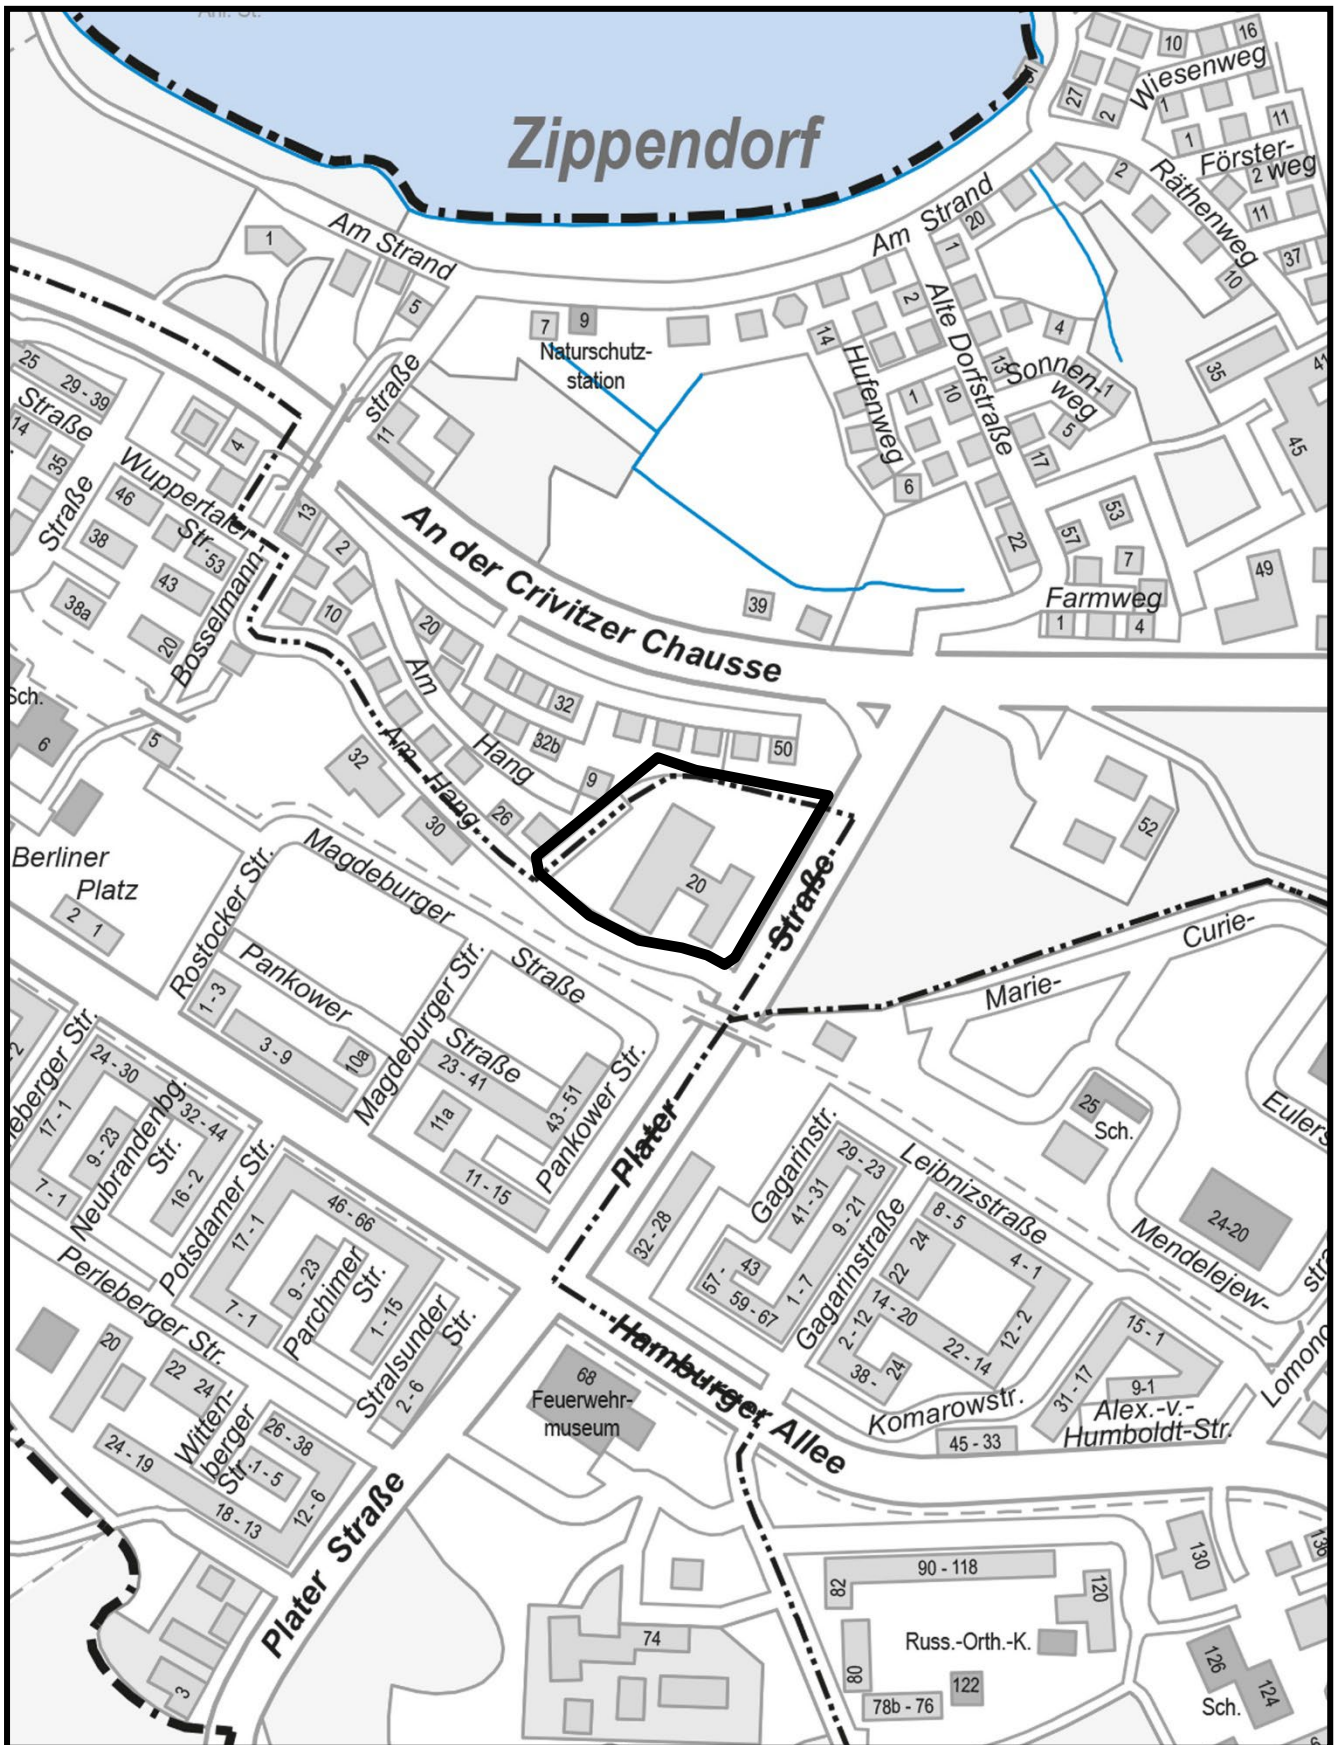 Zippendorf
10
16
Wiesenweg
27
2
1
11
1
Förster-
weg
2
11
Räthenweg
2
37
10
Am Strand
1
5
Am Strand
20
1
2
Alte Dorfstraße
7
9
Naturschutz-
station
14
Hufenweg
4
13
Sonnen-
weg
1
5
1
10
17
6
22
35
41
45
25
29 - 39
Straße
14
35
Straße
straße
11
4
Wuppertaler
Str.
46
38
53
43
38a
20
Bosselmann-
13
2
10
An der Crivitzer Chausse
39
53
57
7
Farmweg
1
4
49
20
Am
Hang
32
32b
50
9
26
Am Hang
32
30
Sch.
6
5
Berliner
Platz
2
1
20
52
Magdeburger
Straße
Rostocker Str.
Pankower
Straße
1 - 3
3 - 9
10a
Magdeburger Str.
23 - 41
11a
43 - 51
11 - 15
Pankower Str.
Plater
Straße
Marie-
Curie-
25
Sch.
Eulers
24-20
Mendelejew-
stra
Leibnizstraße
Gagarinstr.
29 - 23
41 - 31
9 - 21
43
57 -
59 - 67
1 - 7
32 - 28
Gagarinstraße
8 - 5
4 - 1
24
22
14 - 20
2 - 12
38 -
24
22 - 14
12 - 2
Komarowstr.
45 - 33
15 - 1
31 - 17
9-1
Alex.-v.-
Humboldt-Str.
Lomono
leberger Str.
24 - 30
17 - 1
9 - 23
7 - 1
Neubrandenbg.
Str.
32 - 44
16 - 2
Potsdamer Str.
46 - 66
17 - 1
9 - 23
7 - 1
Parchimer
Str.
1 - 15
Stralsunder
Str.
2 - 6
Perleberger Str.
20
22
24
Witten-
berger
Str.
26 - 38
1 - 5
24 - 19
18 - 13
12 - 6
Hamburger Allee
68
Feuerwehr-
museum
Plater Straße
3
74
90 - 118
82
80
78b - 76
120
Russ.-Orth.-K.
122
130
126
124
Sch.